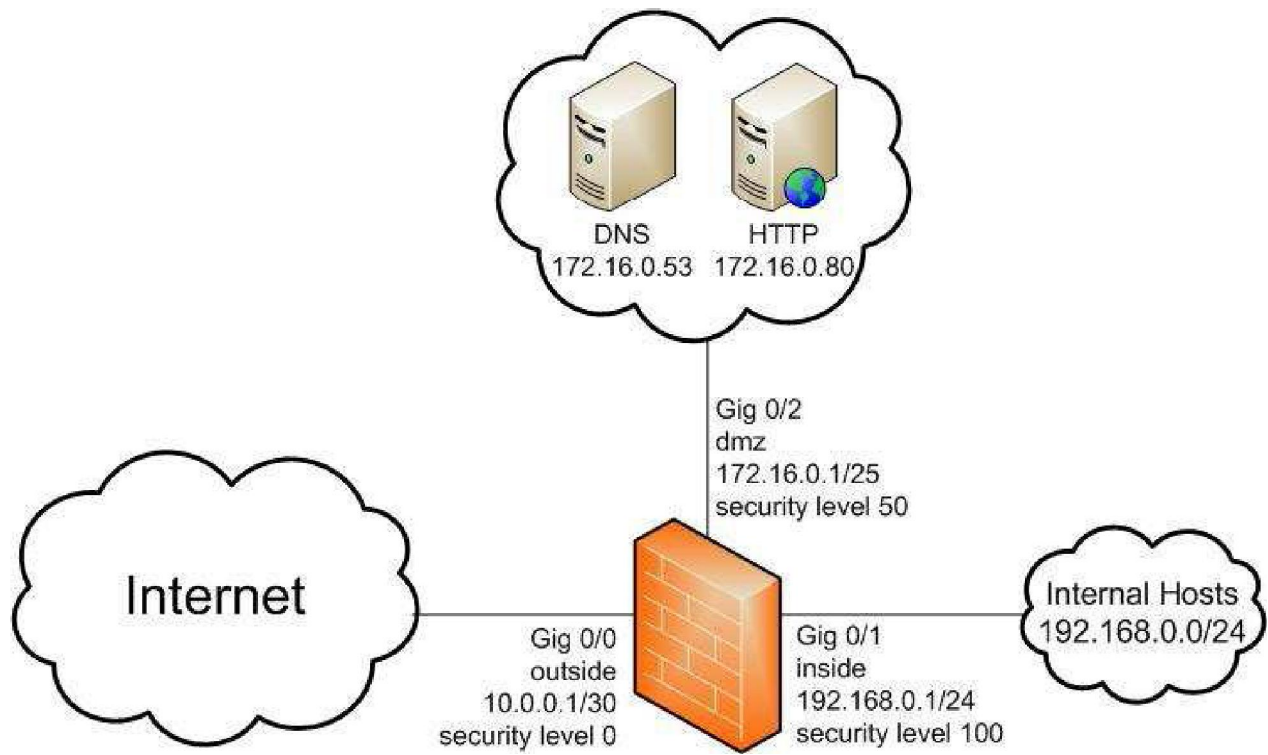 DNS
172.16.0.53
HTTP
172.16.0.80
Gig 0/2
dmz
172.16.0.1/25
security level 50
Internet
Gig 0/0
outside
10.0.0.1/30
security level 0
Gig 0/1
inside
192.168.0.1/24
security level 100
Internal Hosts
192.168.0.0/24